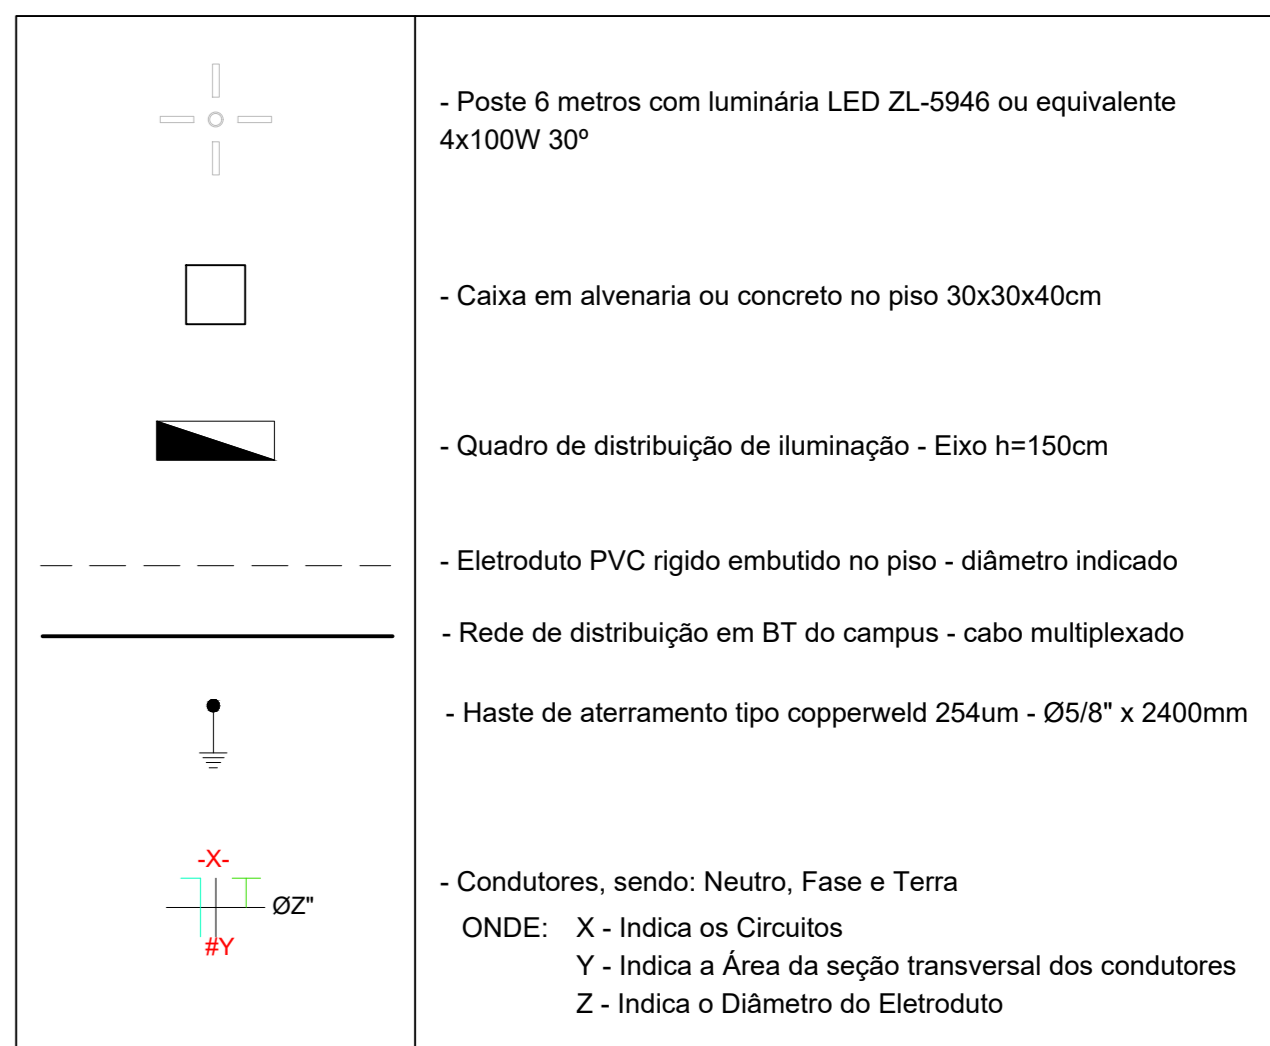 - Poste 6 metros com luminária LED ZL-5946 ou equivalente
4x100W 30º
- Caixa em alvenaria ou concreto no piso 30x30x40cm
- Quadro de distribuição de iluminação - Eixo h=150cm
- Eletroduto PVC rigido embutido no piso - diâmetro indicado
- Rede de distribuição em BT do campus - cabo multiplexado
- Haste de aterramento tipo copperweld 254um - Ø5/8" x 2400mm
-X-
ØZ"
#Y
- Condutores, sendo: Neutro, Fase e Terra
ONDE: X - Indica os Circuitos
Y - Indica a Área da seção transversal dos condutores
Z - Indica o Diâmetro do Eletroduto